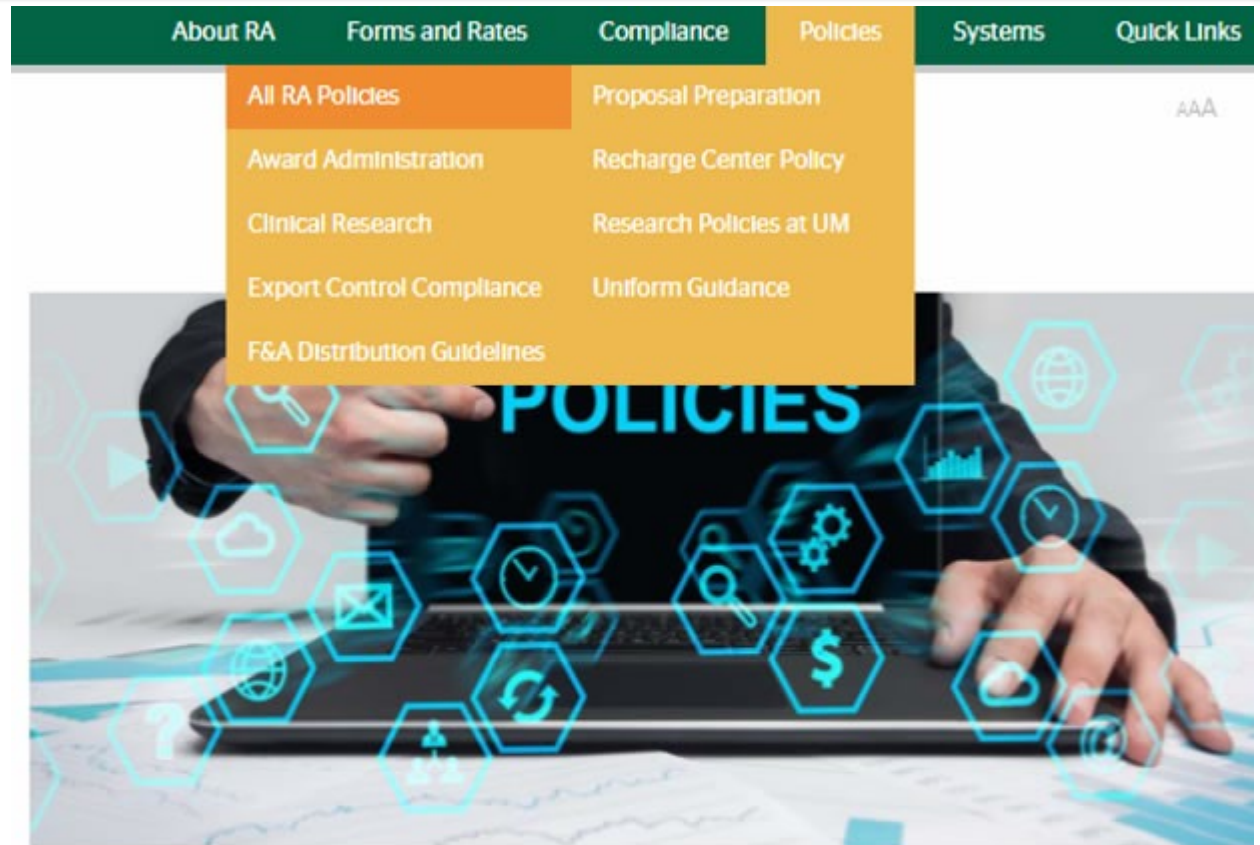 About RA Forms and Rates Compliance Policies Systems Quick Links
All RA Policies Proposal Preparation
AAA
Award Administration Recharge Center Policy
Clinical Research Research Policies at UM
Export Control Compliance Uniform Guidance
F&A Distribution Guidelines
POLICIES
$
?